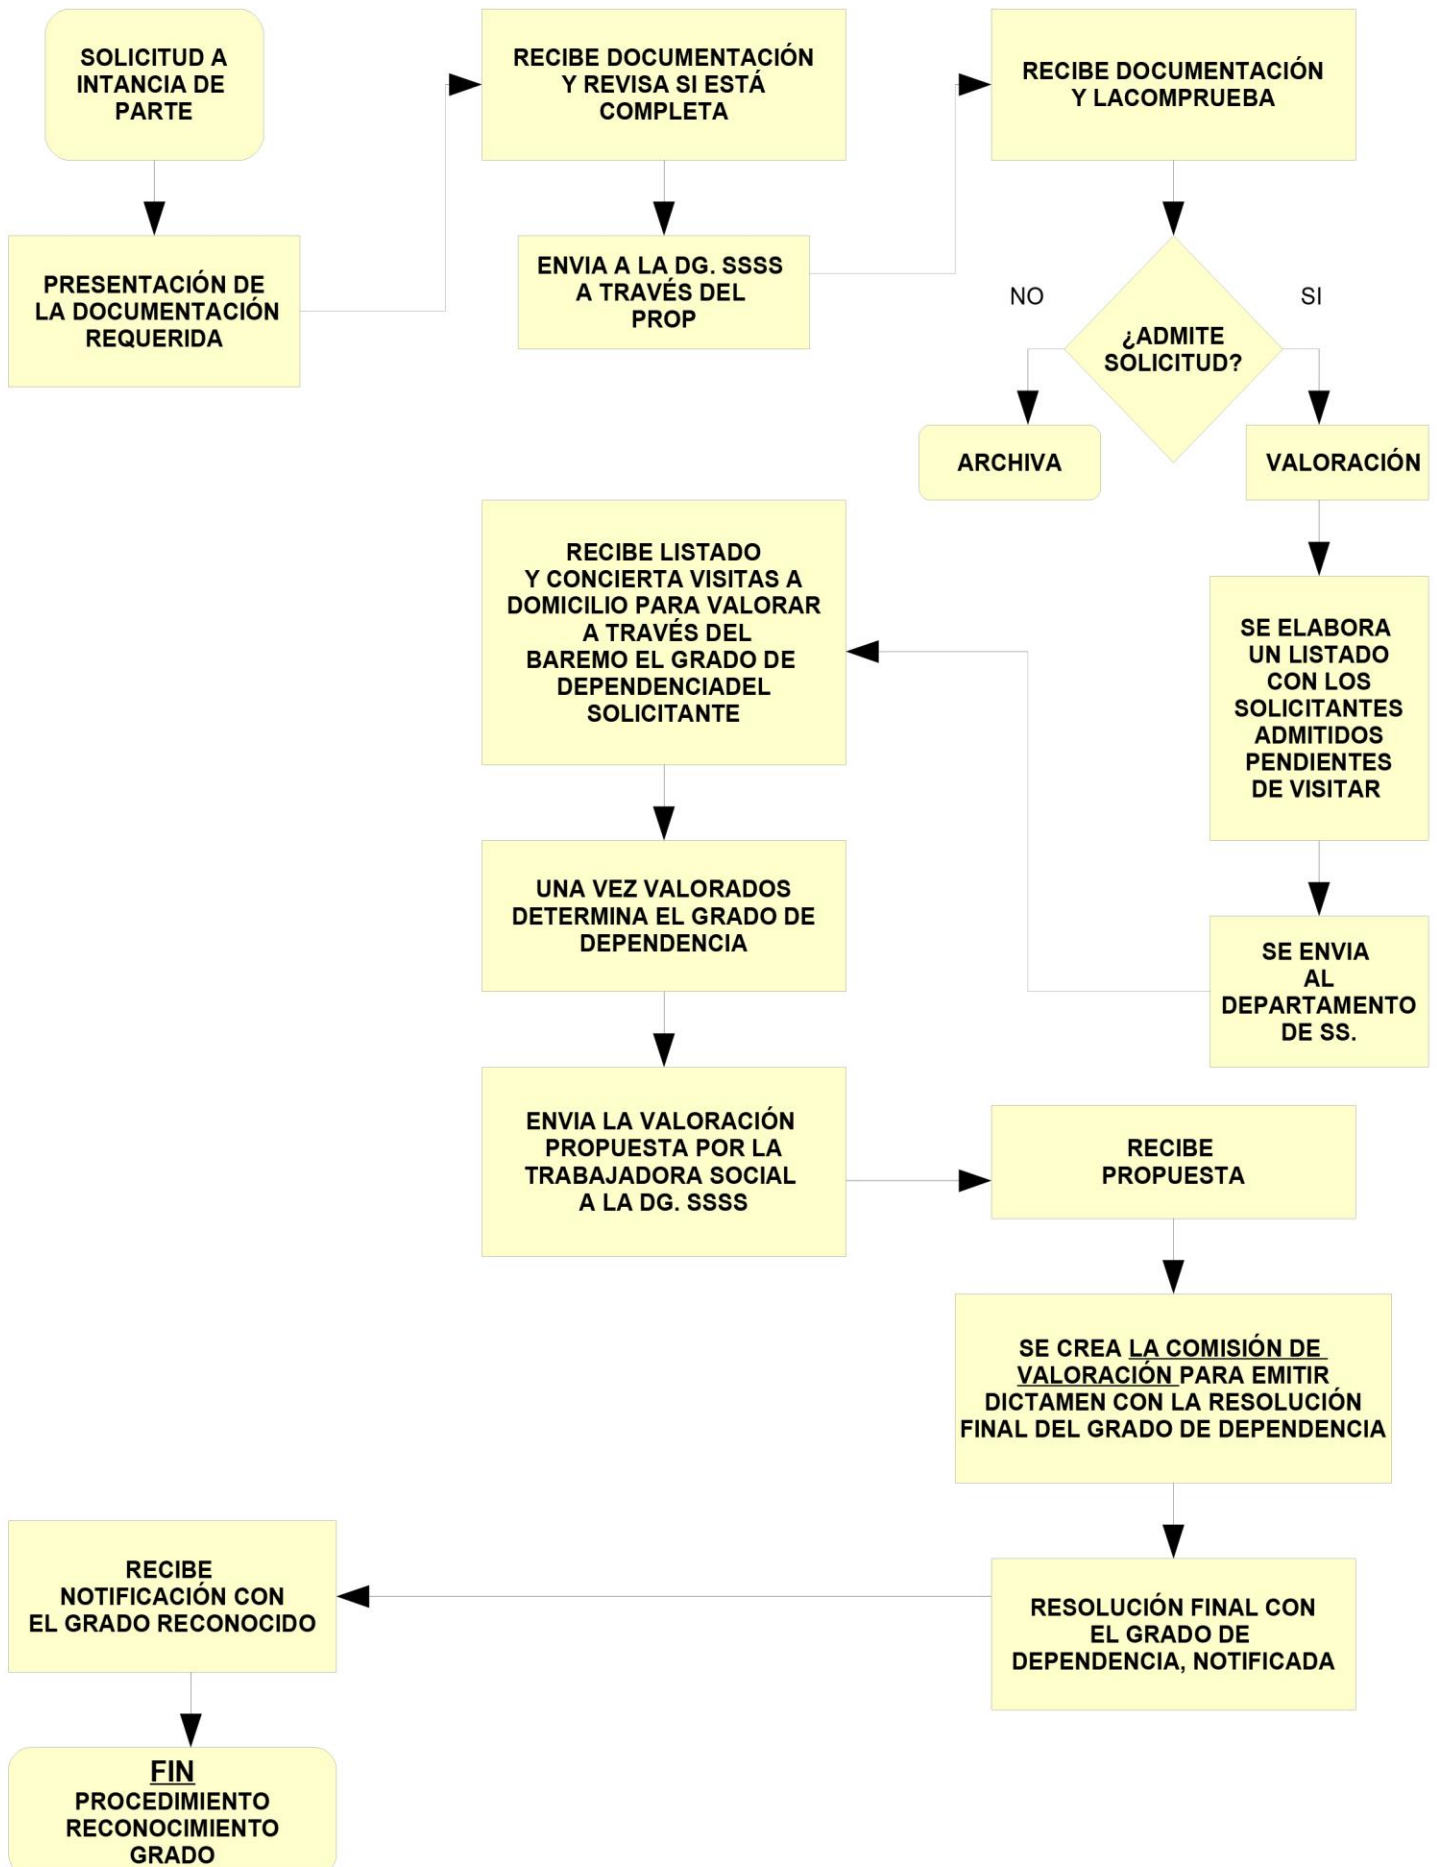 SOLICITUD A
INTANCIA DE
PARTE
PRESENTACIÓN DE
LA DOCUMENTACIÓN
REQUERIDA
RECIBE DOCUMENTACIÓN
Y REVISA SI ESTÁ
COMPLETA
ENVIA A LA DG. SSSS
A TRAVÉS DEL
PROP
RECIBE DOCUMENTACIÓN
Y LACOMPRUEBA
¿ADMITE
SOLICITUD?
NO
SI
ARCHIVA
VALORACIÓN
SE ELABORA
UN LISTADO
CON LOS
SOLICITANTES
ADMITIDOS
PENDIENTES
DE VISITAR
SE ENVIA
AL
DEPARTAMENTO
DE SS.
RECIBE LISTADO
Y CONCIERTA VISITAS A
DOMICILIO PARA VALORAR
A TRAVÉS DEL
BAREMO EL GRADO DE
DEPENDENCIADEL
SOLICITANTE
UNA VEZ VALORADOS
DETERMINA EL GRADO DE
DEPENDENCIA
ENVIA LA VALORACIÓN
PROPUESTA POR LA
TRABAJADORA SOCIAL
A LA DG. SSSS
RECIBE
PROPUESTA
SE CREA LA COMISIÓN DE
VALORACIÓN PARA EMITIR
DICTAMEN CON LA RESOLUCIÓN
FINAL DEL GRADO DE DEPENDENCIA
RESOLUCIÓN FINAL CON
EL GRADO DE
DEPENDENCIA, NOTIFICADA
RECIBE
NOTIFICACIÓN CON
EL GRADO RECONOCIDO
FIN
PROCEDIMIENTO
RECONOCIMIENTO
GRADO